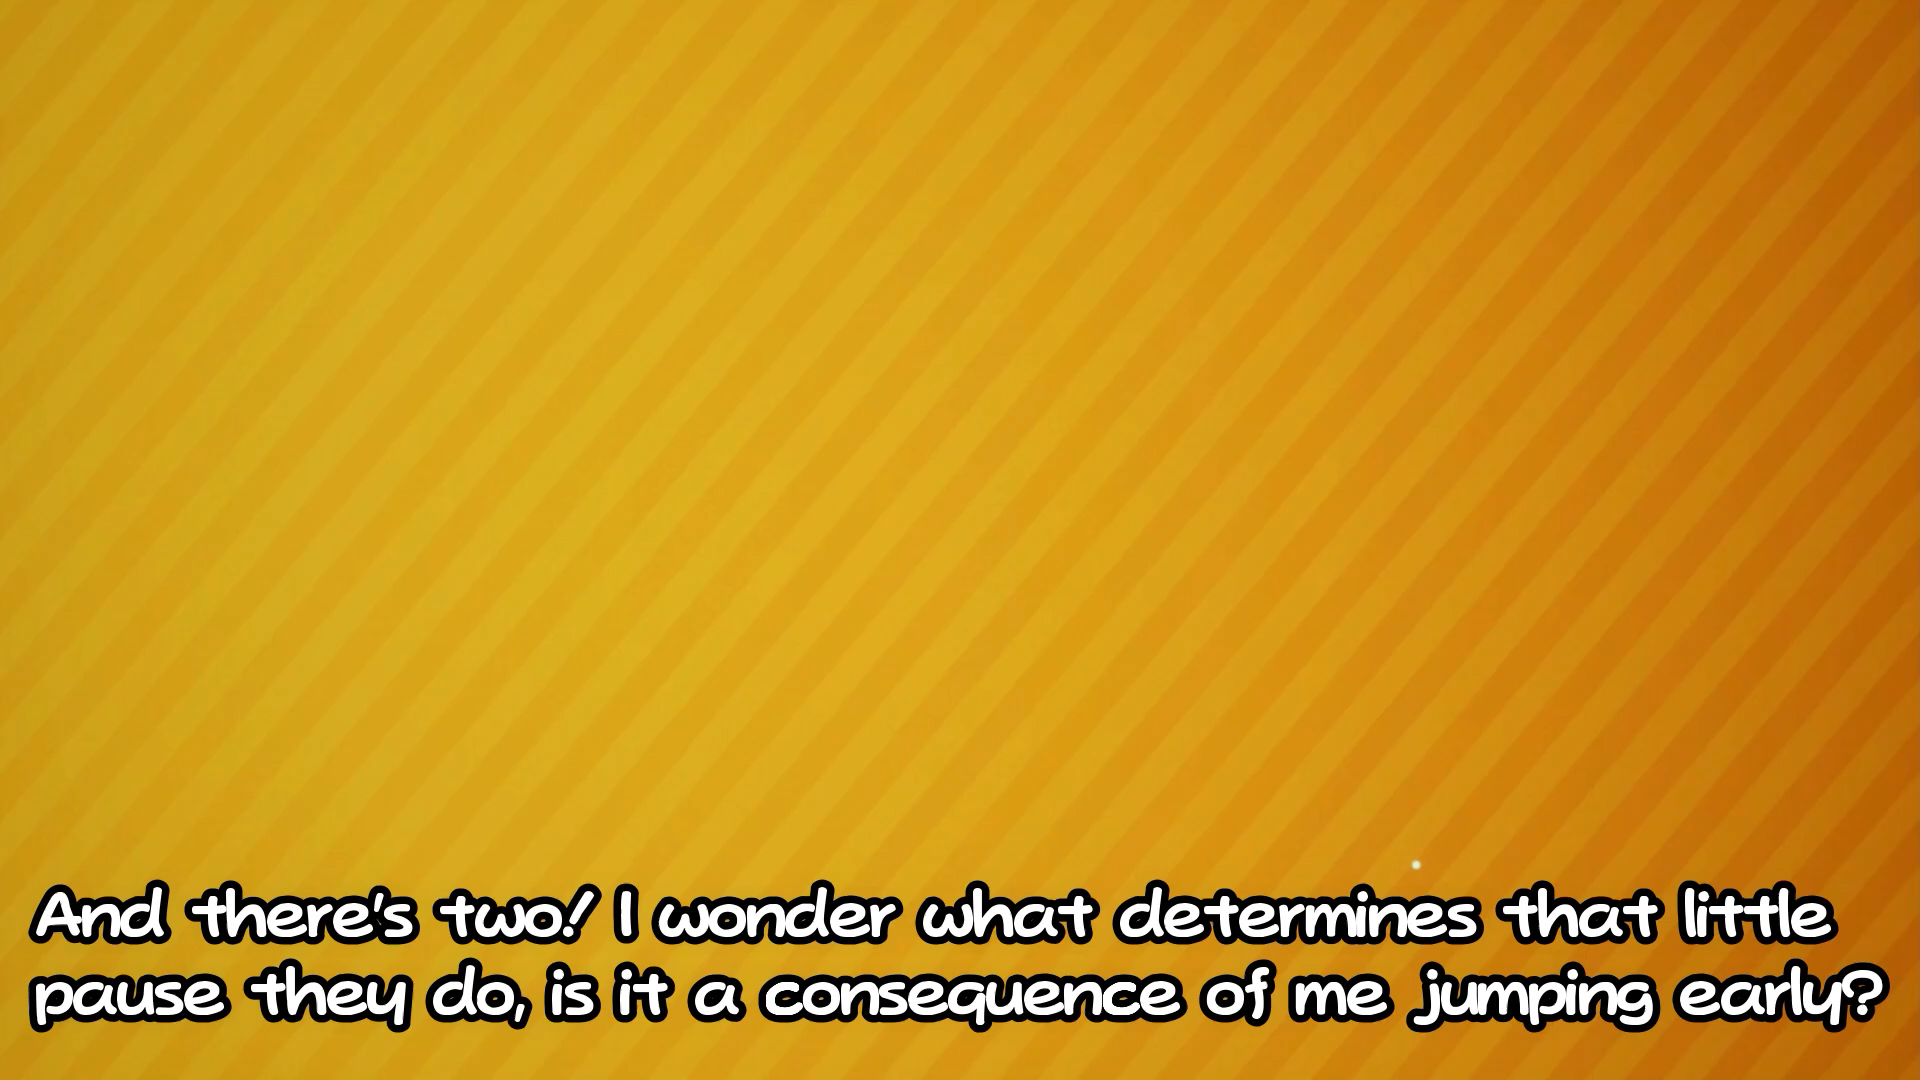 And there's two! I wonder what determines that little
pause they do, is it a consequence of me jumping early?